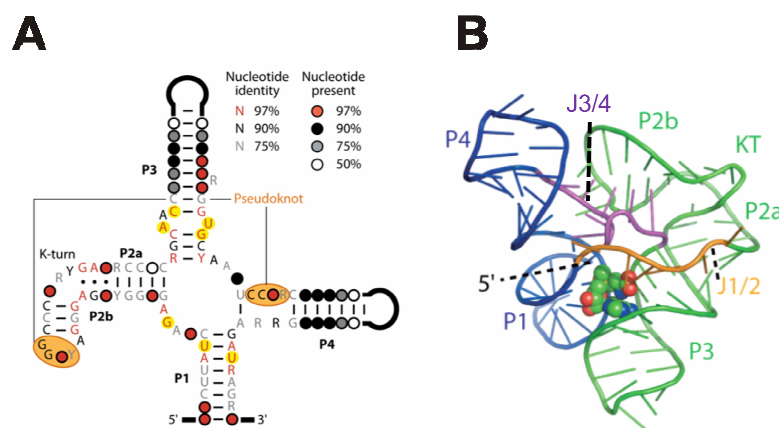 A
B
Nucleotide identity
Nucleotide present
N 97%
N 90%
N 75%
97%
90%
75%
50%
P3
R
Pseudoknot
C G
A C G
A U
C G
G C
R Y A A
K-turn
P2a
R Y G A R C C C
A G Y G G
P2b
C G
C G
C A
G G Y
G A G A
U C C R C
A R R G
P4
C G
U A
A U
U R
U A
C G
R
P1
5'
3'
J3/4
P4
P2b
KT
P2a
5'
J1/2
P1
P3